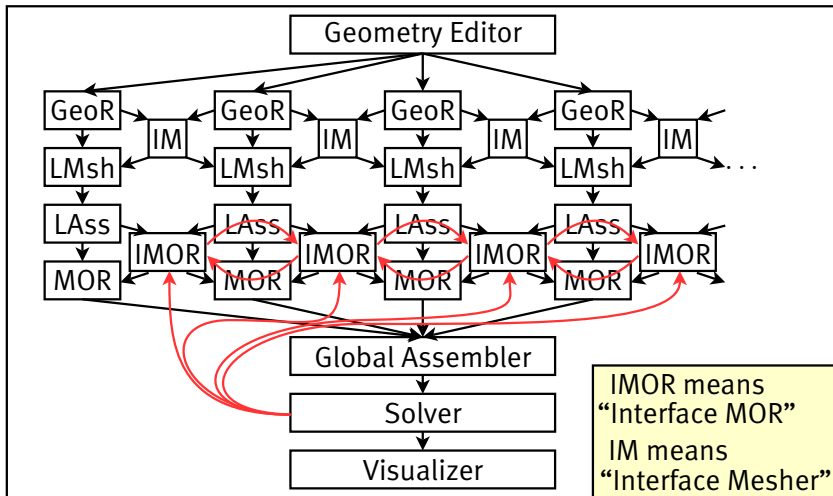 Geometry Editor
GeoR GeoR GeoR GeoR
IM IM IM IM
LMsh LMsh LMsh LMsh ...
LAss LAss LAss LAss
IMOR IMOR IMOR IMOR
MOR MOR MOR MOR
Global Assembler
Solver
Visualizer
IMOR means
“Interface MOR”
IM means
“Interface Mesher”